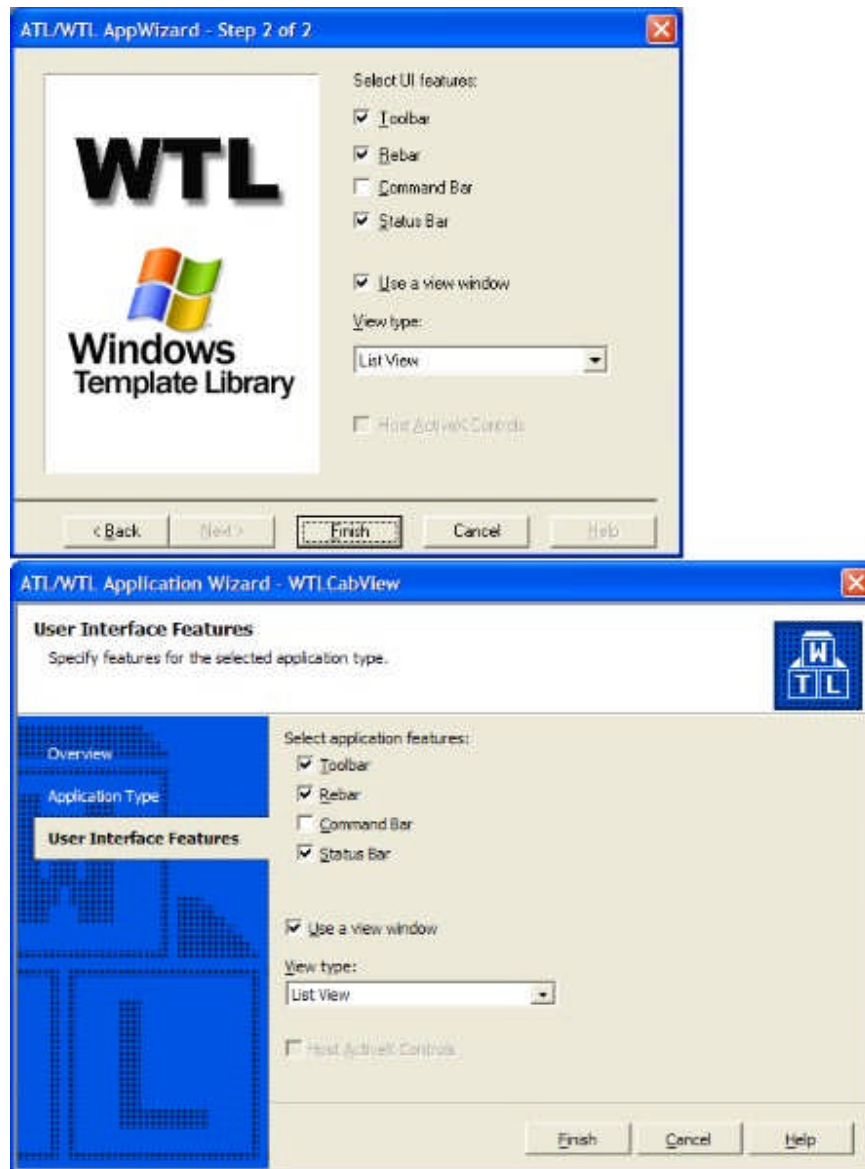 ATL/WTL AppWizard - Step 2 of 2
Select UI features:
Toolbar
Rebar
Command Bar
Status Bar
Use a view window
View type:
List View
Host ActiveX Controls
WTL
Windows
Template Library
< Back
Next >
Finish
Cancel
Help
ATL/WTL Application Wizard - WTLCabView
User Interface Features
Specify features for the selected application type.
W
T L
Overview
Application Type
User Interface Features
Select application features:
Toolbar
Rebar
Command Bar
Status Bar
Use a view window
View type:
List View
Host ActiveX Controls
W
L
Finish
Cancel
Help